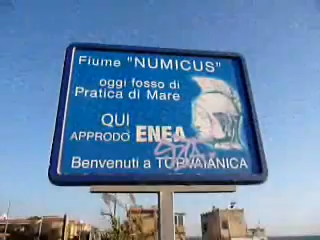 Fiume "NUMICUS"
oggi fosso di
Pratica di Mare
QUI
APPRODO ENEA
Benvenuti a TORVAIANICA